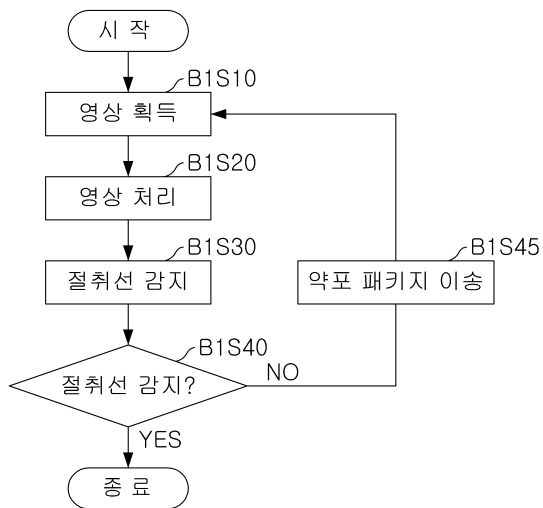 시 작
B1S10
영상 획득
B1S20
영상 처리
B1S30
절취선 감지
B1S45
약포 패키지 이송
B1S40
절취선 감지?
NO
YES
종 료